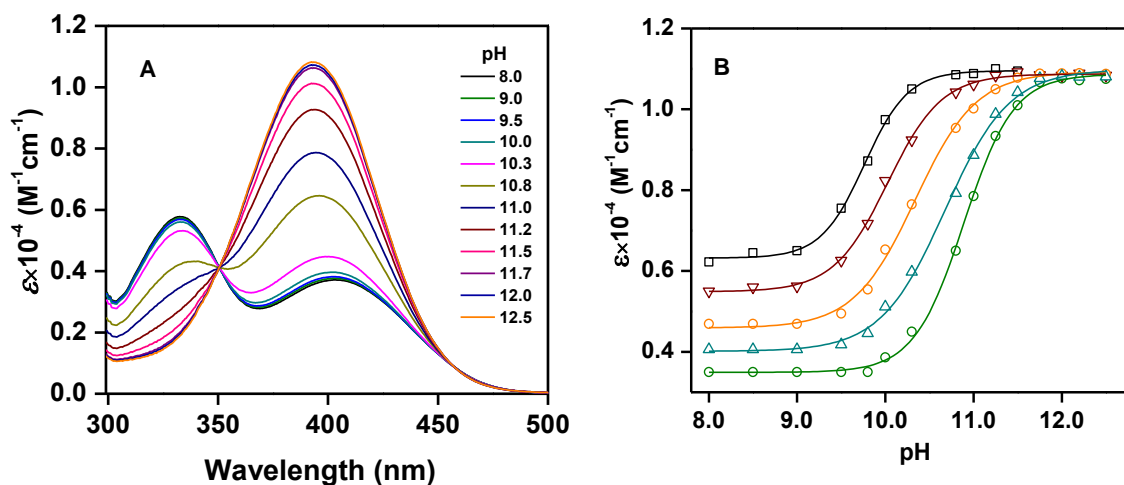 A
pH
8.0
9.0
9.5
10.0
10.3
10.8
11.0
11.2
11.5
11.7
12.0
12.5
1.2
1.0
0.8
0.6
0.4
0.2
0.0
300 350 400 450 500
Wavelength (nm)
ε×10⁻⁴ (M⁻¹cm⁻¹)
B
1.2
1.0
0.8
0.6
0.4
8.0 9.0 10.0 11.0 12.0
pH
ε×10⁻⁴ (M⁻¹cm⁻¹)